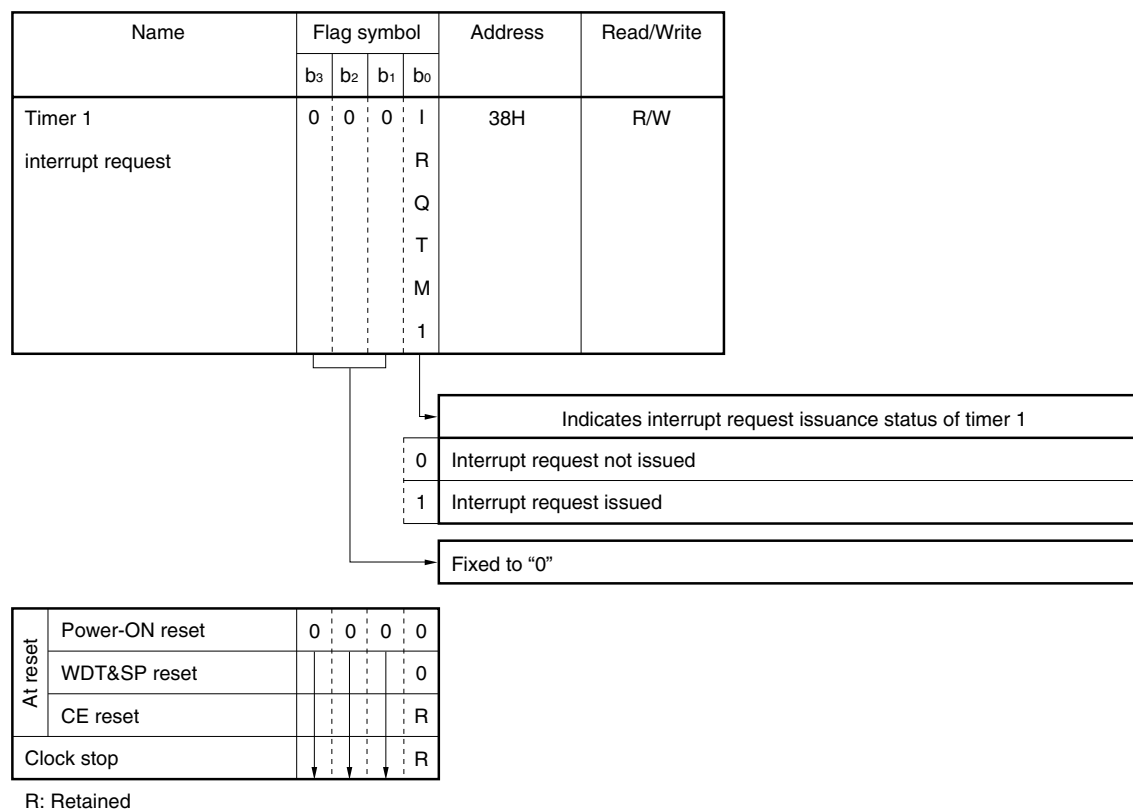 Name Flag symbol Address Read/Write
b3 b2 b1 b0
Timer 1 0 0 0 I 38H R/W
interrupt request R
Q
T
M
1
Indicates interrupt request issuance status of timer 1
0 Interrupt request not issued
1 Interrupt request issued
Fixed to “0”
At reset
Power-ON reset 0 0 0 0
WDT&SP reset 0
CE reset R
Clock stop R
R: Retained